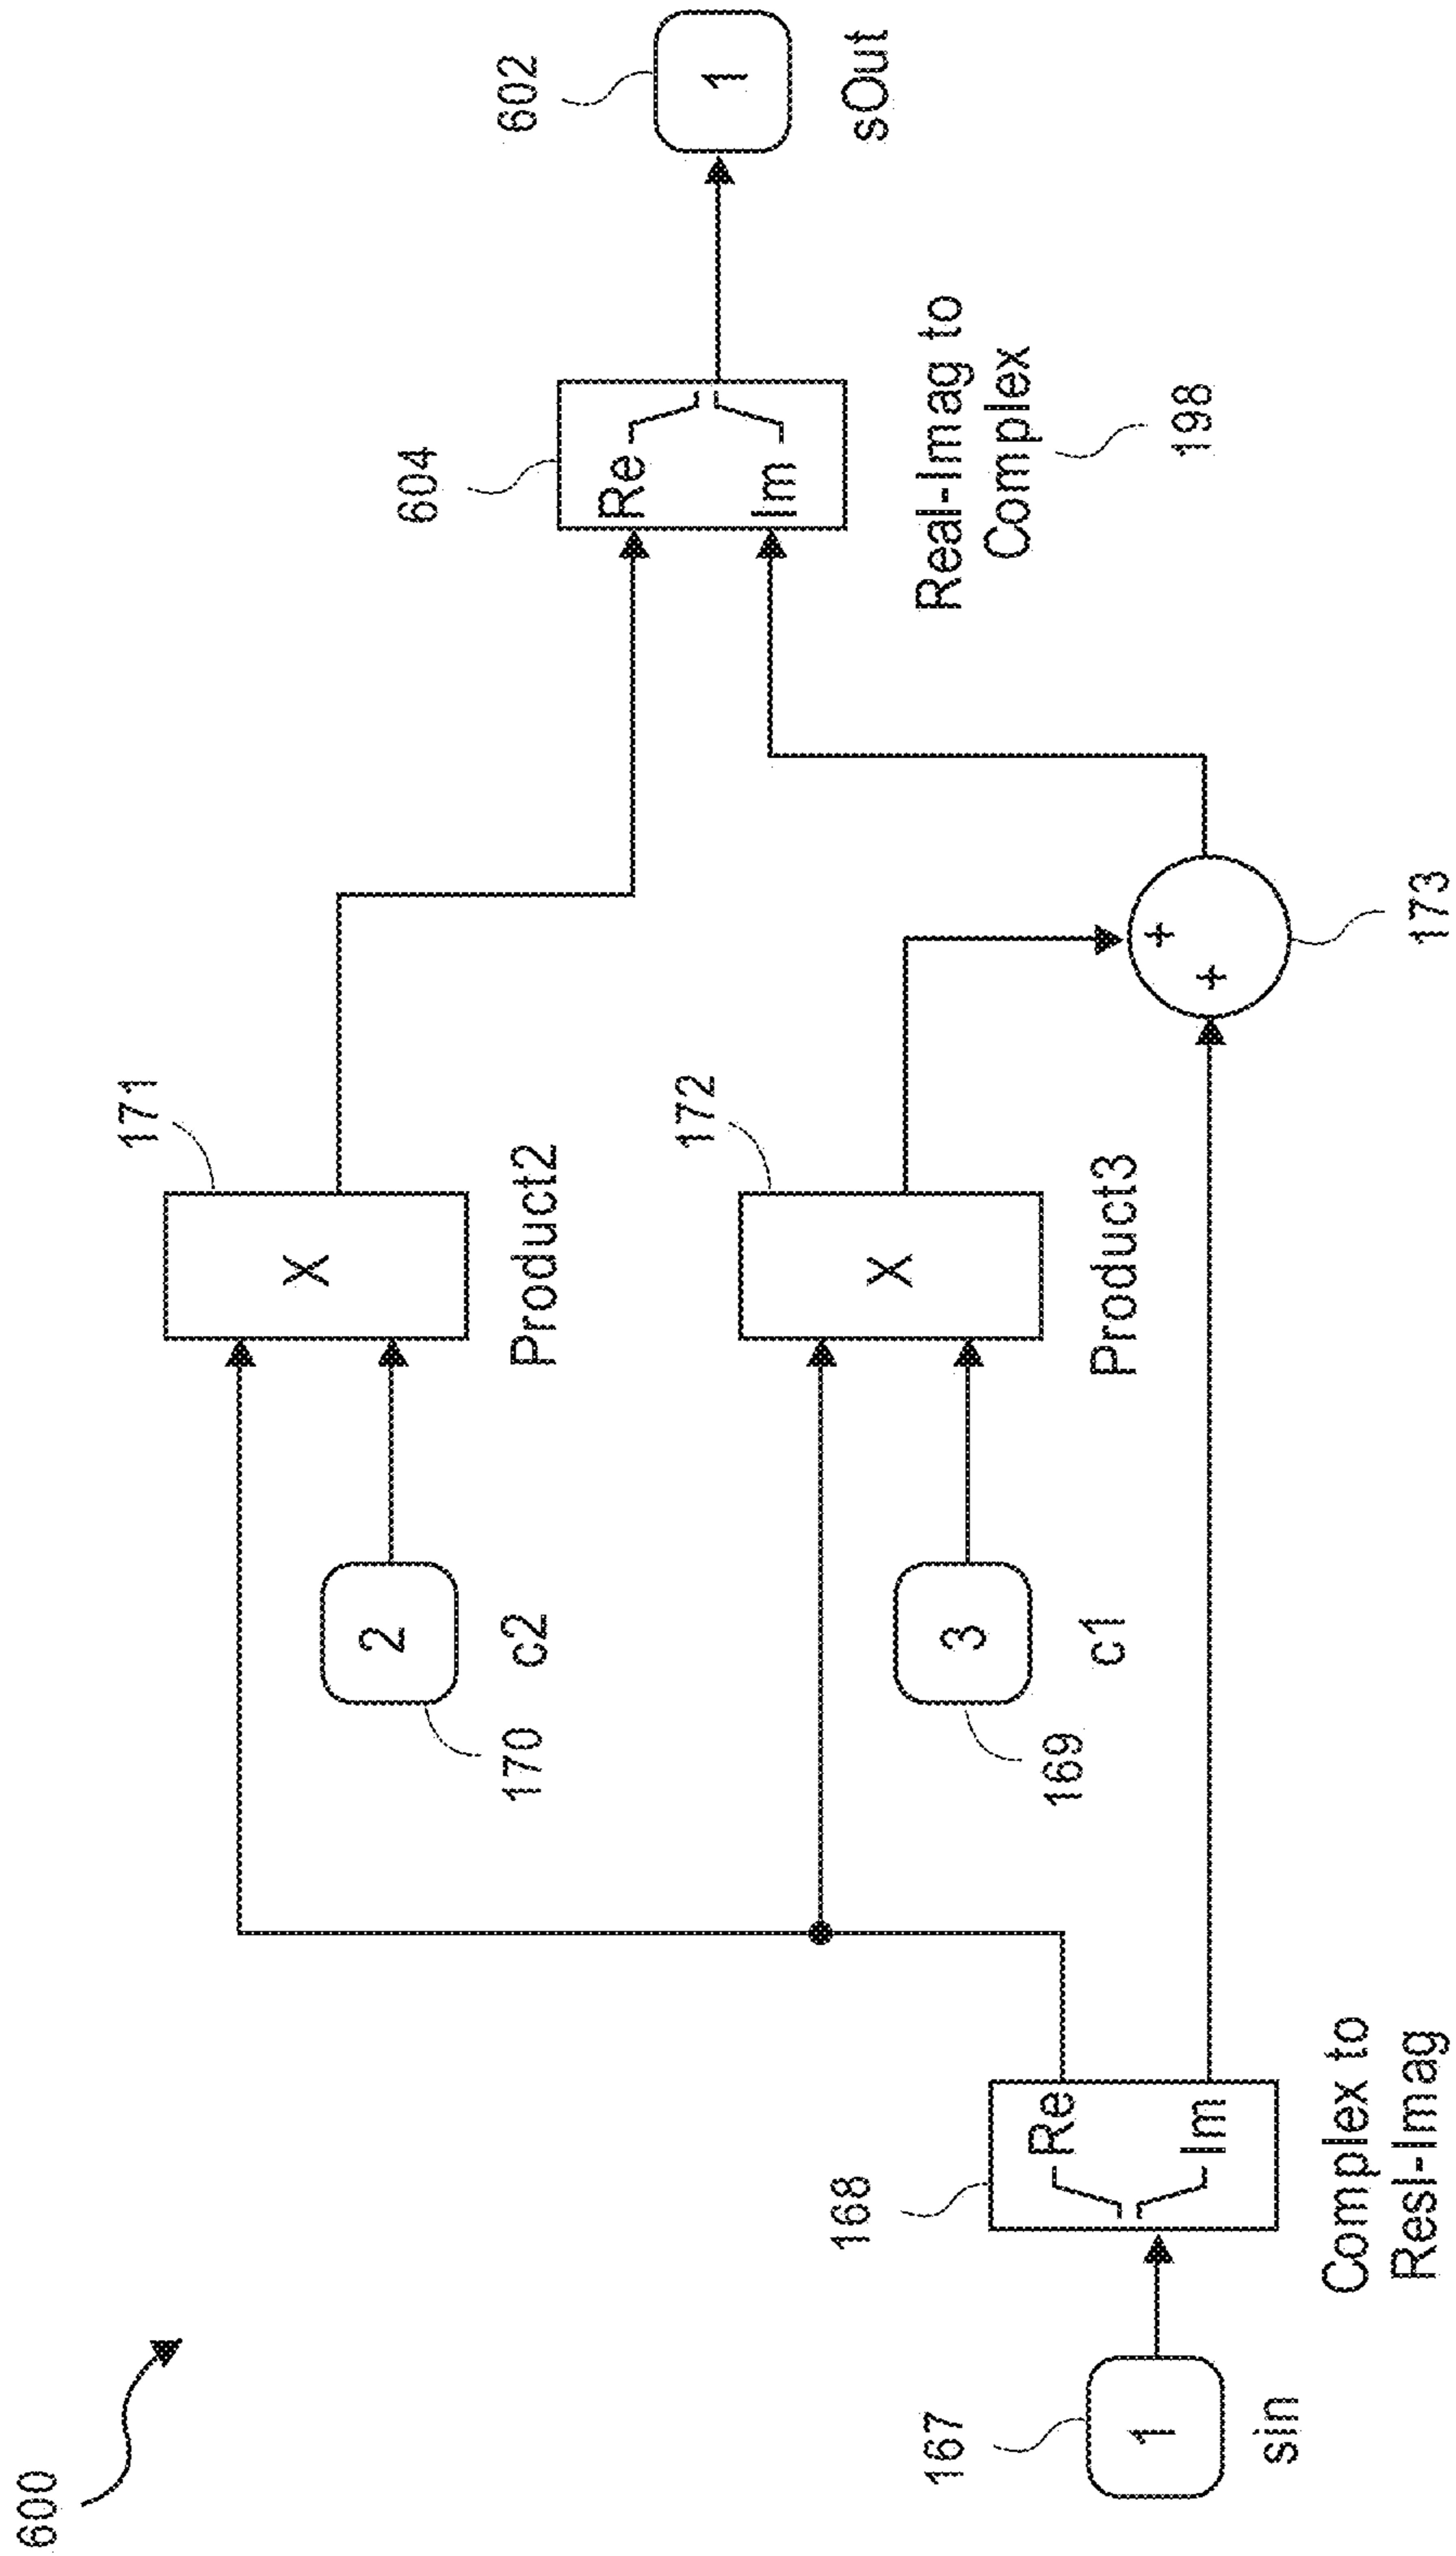 600
167
1
sin
168
Re
Im
Complex to
Resl-Imag
170
2
c2
169
3
c1
171
X
Product2
172
X
Product3
+
+
173
604
Re
Im
Real-Imag to
Complex
198
602
1
sOut